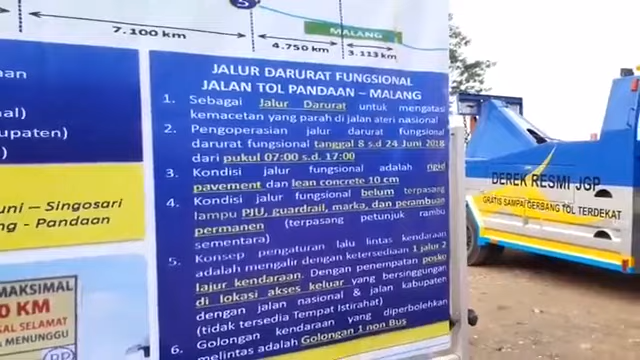 5
7.100 km
4.750 km
MALANG
3.113 km
JALUR DARURAT FUNGSIONAL
JALAN TOL PANDAAN – MALANG
1. Sebagai Jalur Darurat untuk mengatasi
kemacetan yang parah di jalan ateri nasional
2. Pengoperasian jalur darurat fungsional
darurat fungsional tanggal 8 s.d 24 Juni 2018
dari pukul 07:00 s.d. 17:00
3. Kondisi jalur fungsional adalah rigid
pavement dan lean concrete 10 cm
4. Kondisi jalur fungsional belum terpasang
lampu PJU, guardrail, marka, dan perambuan
permanen (terpasang petunjuk rambu
sementara)
5. Konsep pengaturan lalu lintas kendaraan
adalah mengalir dengan ketersediaan 1 jalur 2
lajur kendaraan. Dengan penempatan posko
di lokasi akses keluar yang bersinggungan
dengan jalan nasional & jalan kabupaten
(tidak tersedia Tempat Istirahat)
6. Golongan kendaraan yang diperbolehkan
melintas adalah Golongan 1 non Bus
aan
al)
bupaten)
)
uni – Singosari
g - Pandaan
MAKSIMAL
0 KM
SELAMAT
MENUNGGU
DEREK RESMI JGP
GRATIS SAMPAI GERBANG TOL TERDEKAT